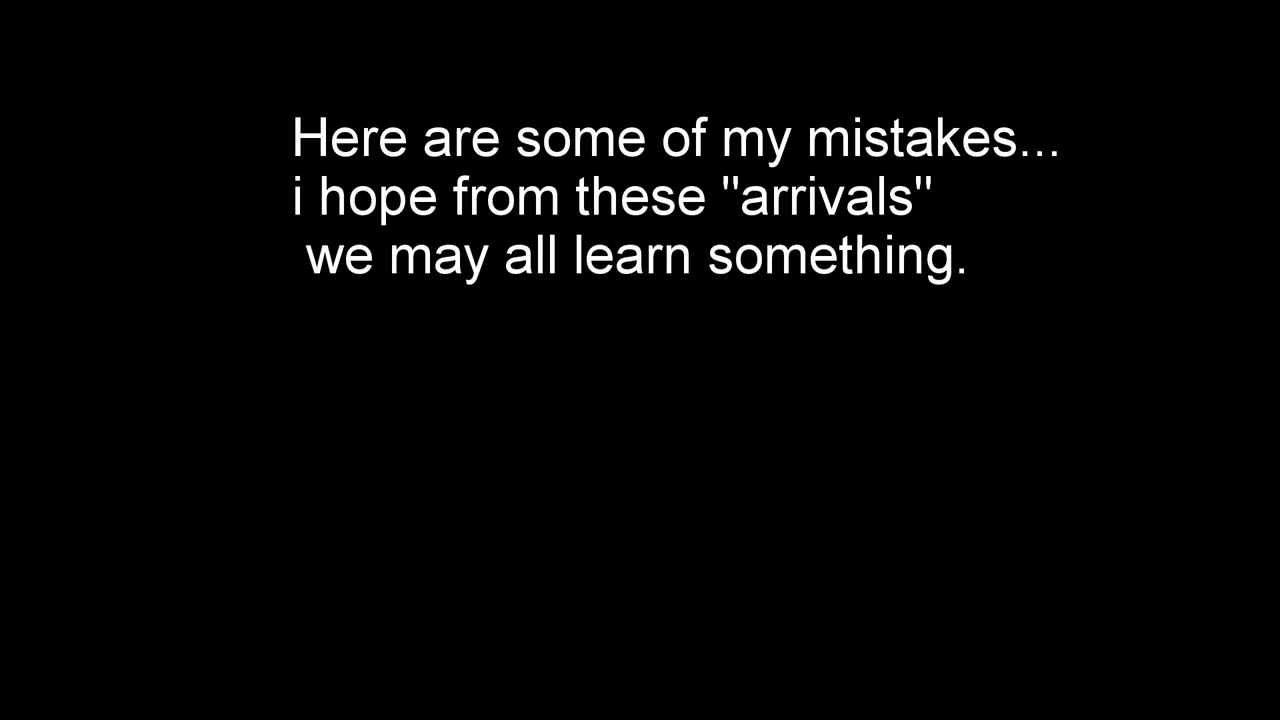 Here are some of my mistakes...
i hope from these "arrivals"
we may all learn something.